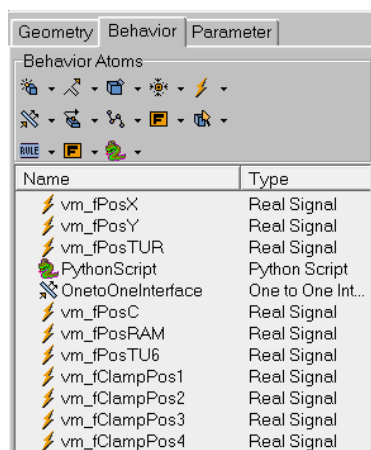 Geometry Behavior Parameter
Behavior Atoms
RULE F
Name Type
vm_fPosX Real Signal
vm_fPosY Real Signal
vm_fPosTUR Real Signal
PythonScript Python Script
OnetoOneInterface One to One Int...
vm_fPosC Real Signal
vm_fPosRAM Real Signal
vm_fPosTU6 Real Signal
vm_fClampPos1 Real Signal
vm_fClampPos2 Real Signal
vm_fClampPos3 Real Signal
vm_fClampPos4 Real Signal